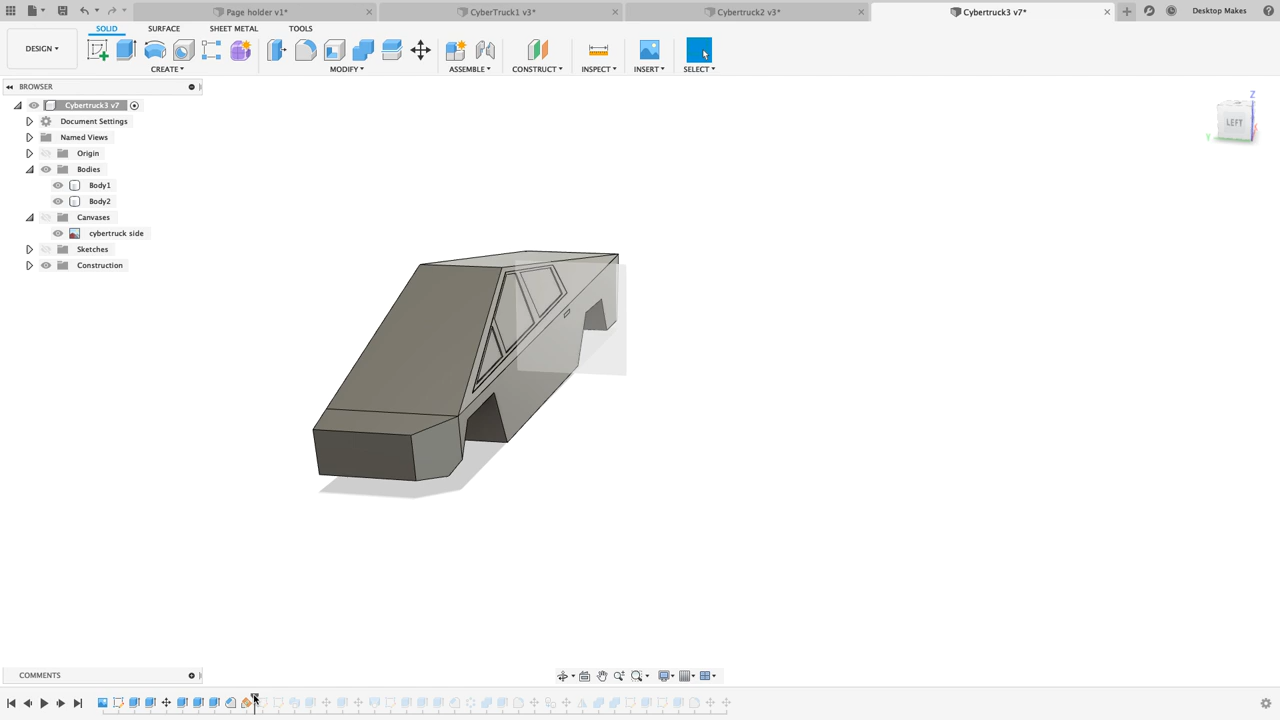 Page holder v1*
CyberTruck1 v3*
Cybertruck2 v3*
Cybertruck3 v7*
Desktop Makes
SOLID
SURFACE
SHEET METAL
TOOLS
DESIGN
CREATE
MODIFY
ASSEMBLE
CONSTRUCT
INSPECT
INSERT
SELECT
BROWSER
Cybertruck3 v7
Document Settings
Named Views
Origin
Bodies
Body1
Body2
Canvases
cybertruck side
Sketches
Construction
Z
LEFT
Y
COMMENTS